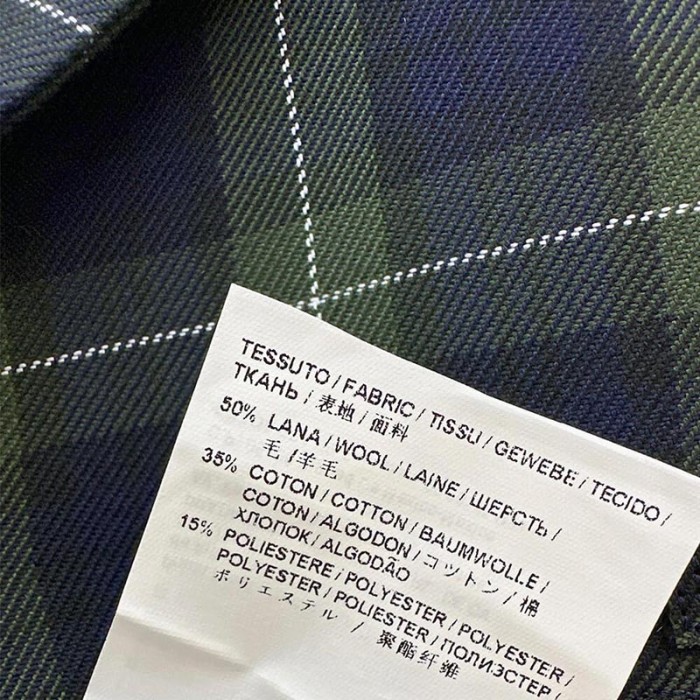 TESSUTO / FABRIC / TISSU / GEWEBE / TECIDO /
ТКАНЬ / 表地 / 面料
50% LANA / WOOL / LAINE / ШЕРСТЬ /
毛 / 羊毛
35% COTON / COTTON / BAUMWOLLE /
COTON / ALGODON / コットン / 棉
ХЛОПОК / ALGODÃO
15% POLIESTERE / POLYESTER / POLYESTER /
POLYESTER / POLIESTER / ПОЛИЭСТЕР /
ポリエステル / 聚酯纤维